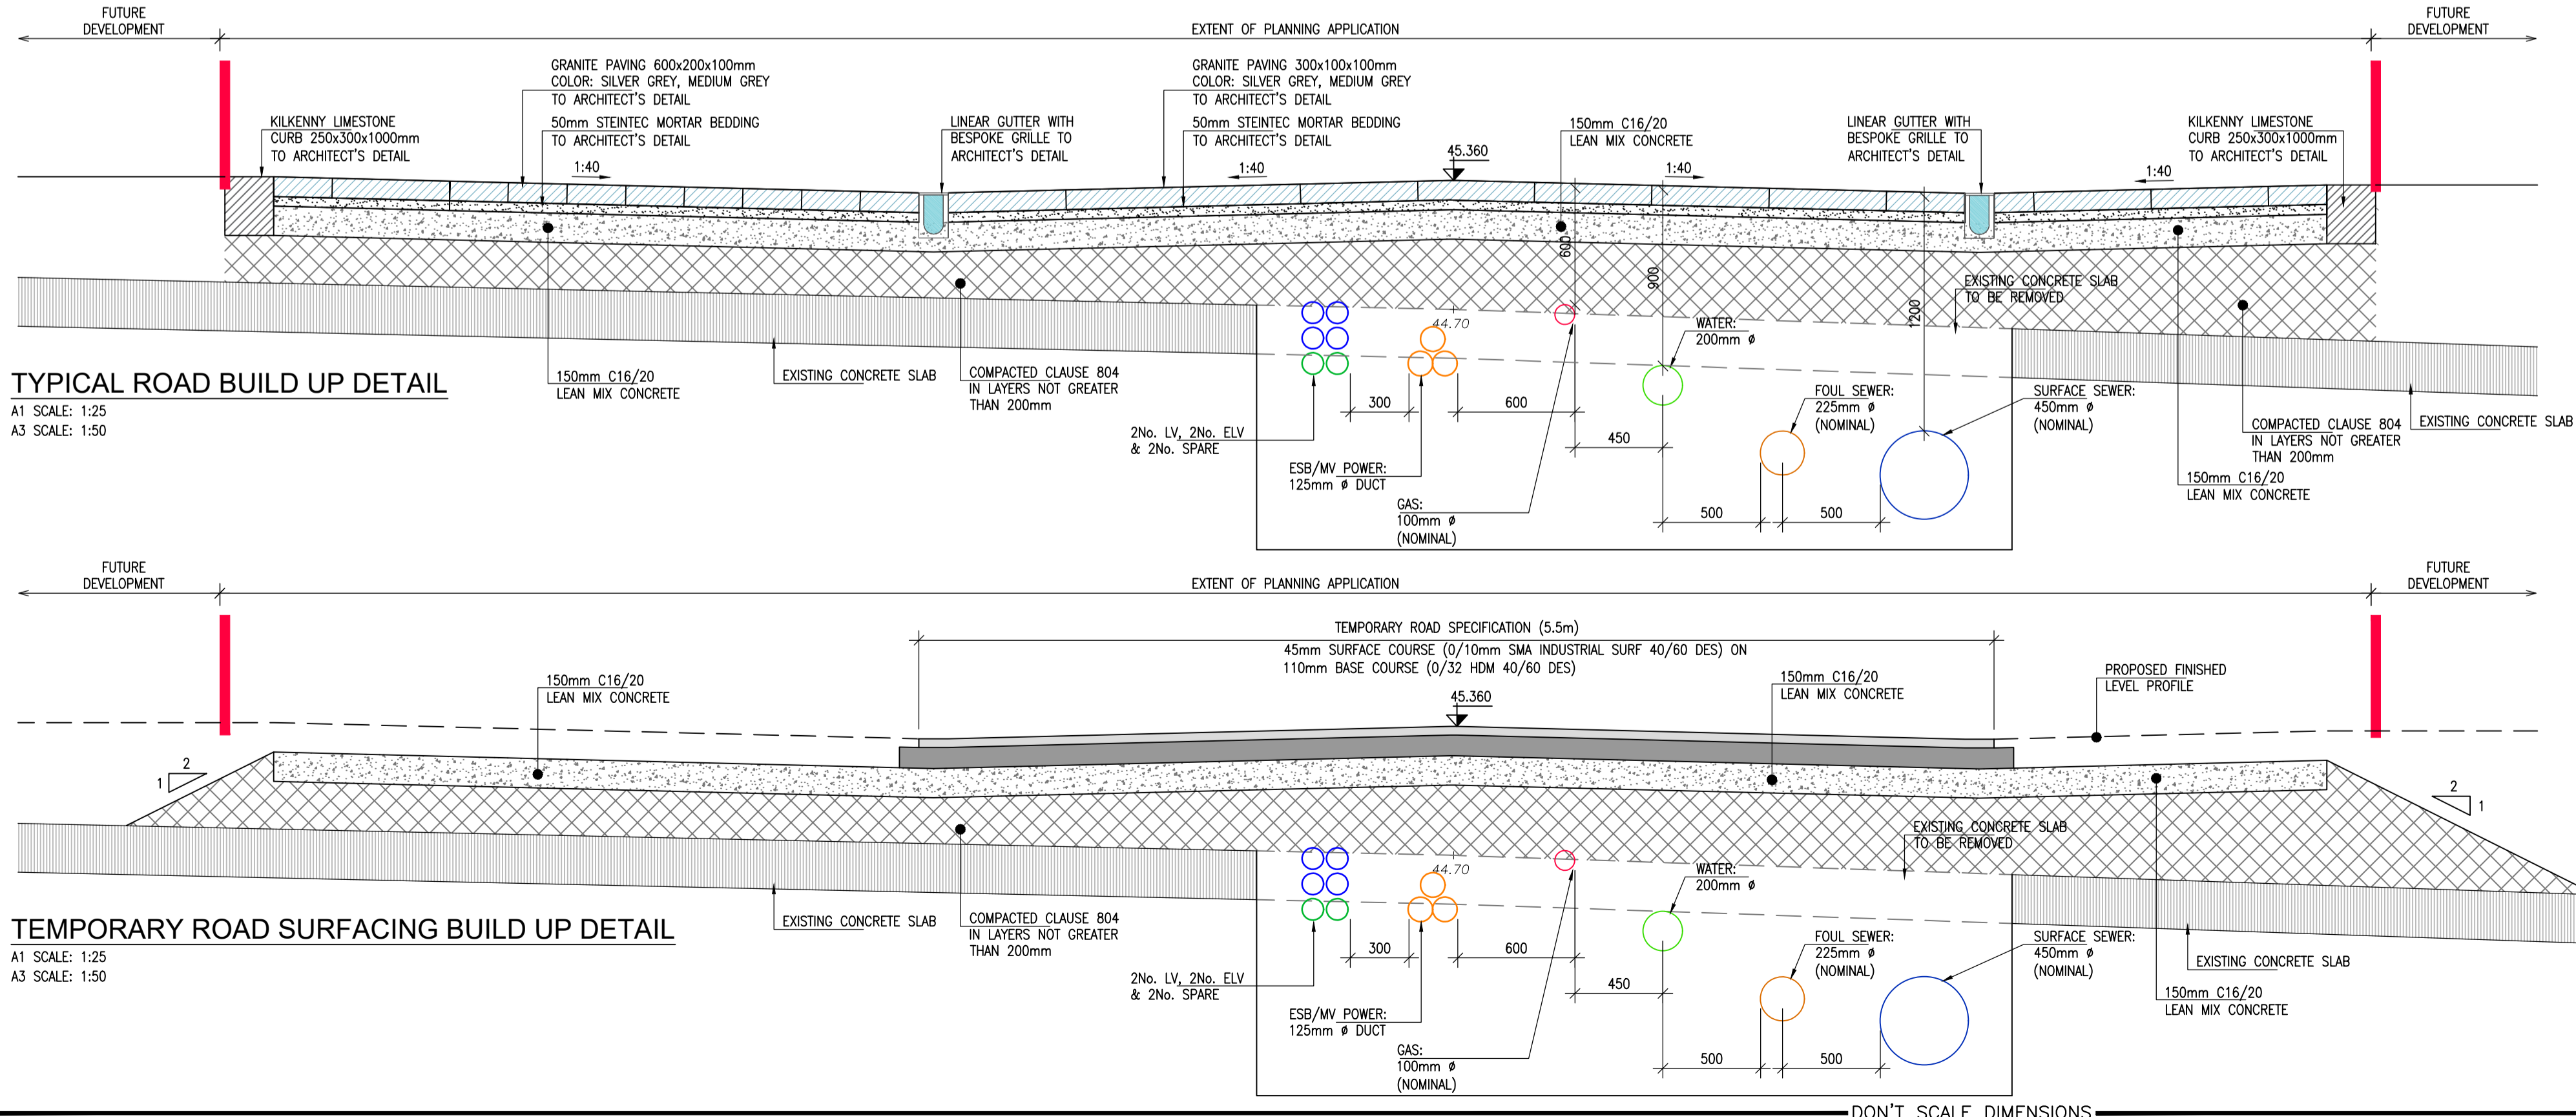 FUTURE
DEVELOPMENT
EXTENT OF PLANNING APPLICATION
FUTURE
DEVELOPMENT
GRANITE PAVING 600x200x100mm
COLOR: SILVER GREY, MEDIUM GREY
TO ARCHITECT'S DETAIL
GRANITE PAVING 300x100x100mm
COLOR: SILVER GREY, MEDIUM GREY
TO ARCHITECT'S DETAIL
KILKENNY LIMESTONE
CURB 250x300x1000mm
TO ARCHITECT'S DETAIL
50mm STEINTEC MORTAR BEDDING
TO ARCHITECT'S DETAIL
LINEAR GUTTER WITH
BESPOKE GRILLE TO
ARCHITECT'S DETAIL
50mm STEINTEC MORTAR BEDDING
TO ARCHITECT'S DETAIL
150mm C16/20
LEAN MIX CONCRETE
LINEAR GUTTER WITH
BESPOKE GRILLE TO
ARCHITECT'S DETAIL
KILKENNY LIMESTONE
CURB 250x300x1000mm
TO ARCHITECT'S DETAIL
1:40
1:40
45.360
1:40
1:40
600
900
1200
EXISTING CONCRETE SLAB
TO BE REMOVED
44.70
WATER:
200mm ø
TYPICAL ROAD BUILD UP DETAIL
A1 SCALE: 1:25
A3 SCALE: 1:50
150mm C16/20
LEAN MIX CONCRETE
EXISTING CONCRETE SLAB
COMPACTED CLAUSE 804
IN LAYERS NOT GREATER
THAN 200mm
300
600
450
500
500
2No. LV, 2No. ELV
& 2No. SPARE
ESB/MV POWER:
125mm ø DUCT
GAS:
100mm ø
(NOMINAL)
FOUL SEWER:
225mm ø
(NOMINAL)
SURFACE SEWER:
450mm ø
(NOMINAL)
COMPACTED CLAUSE 804
IN LAYERS NOT GREATER
THAN 200mm
EXISTING CONCRETE SLAB
150mm C16/20
LEAN MIX CONCRETE
FUTURE
DEVELOPMENT
EXTENT OF PLANNING APPLICATION
FUTURE
DEVELOPMENT
TEMPORARY ROAD SPECIFICATION (5.5m)
45mm SURFACE COURSE (0/10mm SMA INDUSTRIAL SURF 40/60 DES) ON
110mm BASE COURSE (0/32 HDM 40/60 DES)
150mm C16/20
LEAN MIX CONCRETE
45.360
150mm C16/20
LEAN MIX CONCRETE
PROPOSED FINISHED
LEVEL PROFILE
2
1
2
1
EXISTING CONCRETE SLAB
TO BE REMOVED
44.70
WATER:
200mm ø
TEMPORARY ROAD SURFACING BUILD UP DETAIL
A1 SCALE: 1:25
A3 SCALE: 1:50
EXISTING CONCRETE SLAB
COMPACTED CLAUSE 804
IN LAYERS NOT GREATER
THAN 200mm
300
600
450
500
500
2No. LV, 2No. ELV
& 2No. SPARE
ESB/MV POWER:
125mm ø DUCT
GAS:
100mm ø
(NOMINAL)
FOUL SEWER:
225mm ø
(NOMINAL)
SURFACE SEWER:
450mm ø
(NOMINAL)
EXISTING CONCRETE SLAB
150mm C16/20
LEAN MIX CONCRETE
DON'T SCALE DIMENSIONS